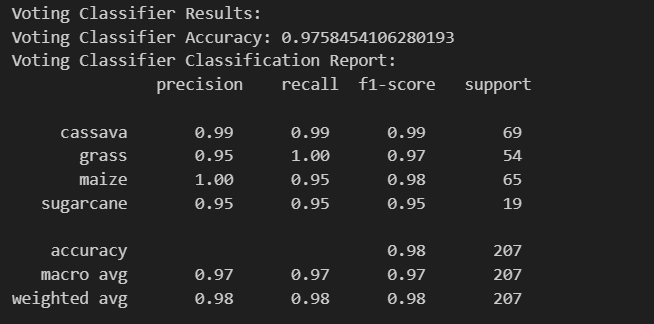 Voting Classifier Results:
Voting Classifier Accuracy: 0.9758454106280193
Voting Classifier Classification Report:
precision recall f1-score support
cassava 0.99 0.99 0.99 69
grass 0.95 1.00 0.97 54
maize 1.00 0.95 0.98 65
sugarcane 0.95 0.95 0.95 19
accuracy 0.98 207
macro avg 0.97 0.97 0.97 207
weighted avg 0.98 0.98 0.98 207